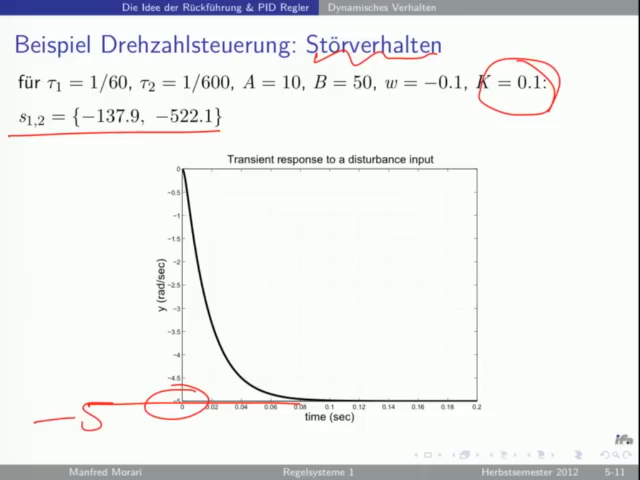 Die Idee der Rückführung & PID Regler Dynamisches Verhalten
Beispiel Drehzahlsteuerung: Störverhalten
für τ1 = 1/60, τ2 = 1/600, A = 10, B = 50, w = −0.1, K = 0.1:
s1,2 = {−137.9, −522.1}
Transient response to a disturbance input
0
−0.5
−1
−1.5
−2
−2.5
−3
−3.5
−4
−4.5
−5
y (rad/sec)
0 0.02 0.04 0.06 0.08 0.1 0.12 0.14 0.16 0.18 0.2
time (sec)
−5
ifa
Manfred Morari Regelsysteme 1 Herbstsemester 2012 5-11